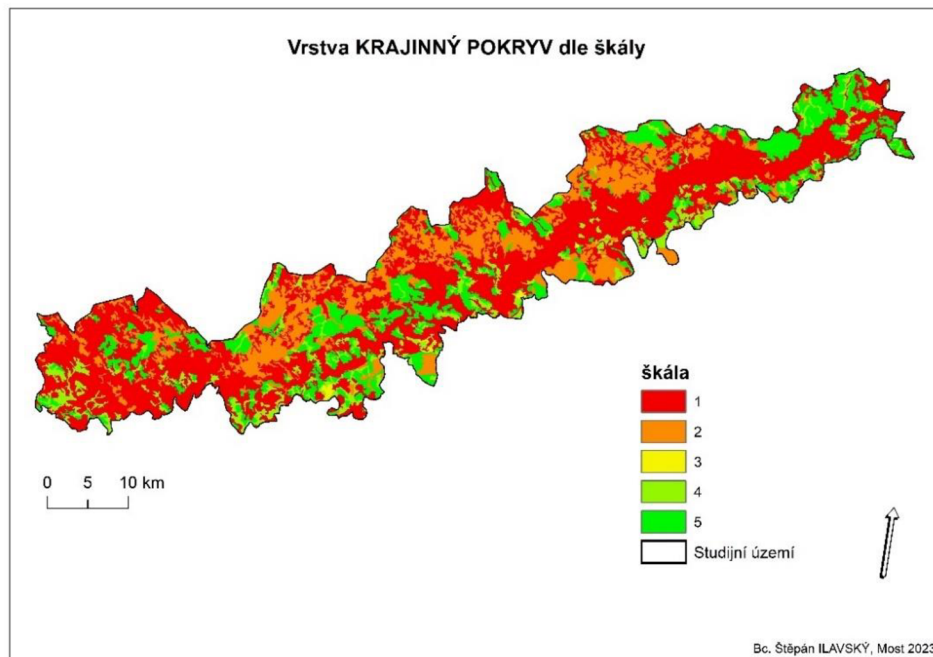 Vrstva KRAJINNÝ POKRYV dle škály
0 5 10 km
škála
1
2
3
4
5
Studijní území
Bc. Štěpán ILAVSKÝ, Most 2023